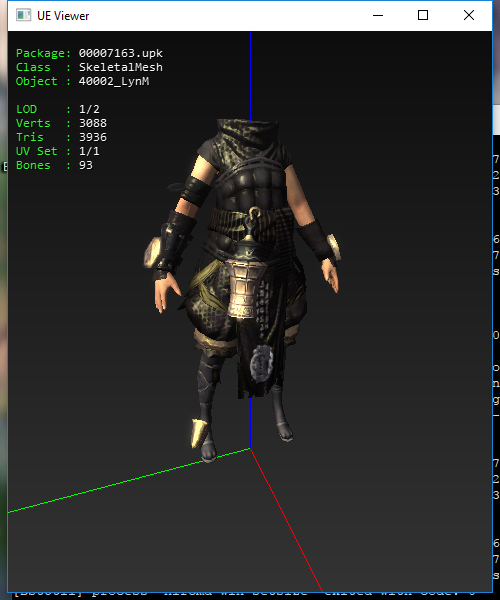 UE Viewer
Package: 00007163.upk
Class : SkeletalMesh
Object : 40002_LynM
LOD : 1/2
Verts : 3088
Tris : 3936
UV Set : 1/1
Bones : 93